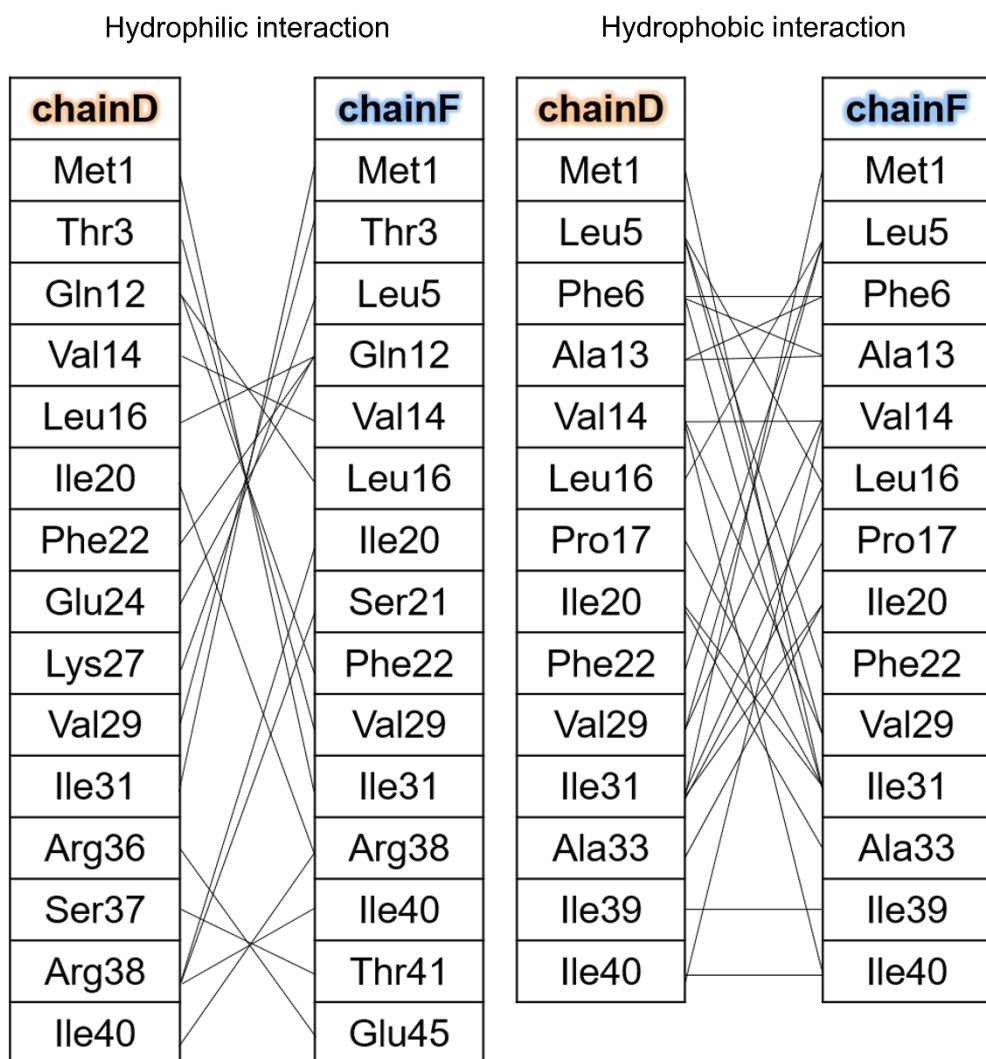 Hydrophilic interaction
Hydrophobic interaction
chainD
chainF
chainD
chainF
Met1
Met1
Met1
Met1
Thr3
Thr3
Leu5
Leu5
Gln12
Leu5
Phe6
Phe6
Val14
Gln12
Ala13
Ala13
Leu16
Val14
Val14
Val14
Ile20
Leu16
Leu16
Leu16
Phe22
Ile20
Pro17
Pro17
Glu24
Ser21
Ile20
Ile20
Lys27
Phe22
Phe22
Phe22
Val29
Val29
Val29
Val29
Ile31
Ile31
Ile31
Ile31
Arg36
Arg38
Ala33
Ala33
Ser37
Ile40
Ile39
Ile39
Arg38
Thr41
Ile40
Ile40
Ile40
Glu45